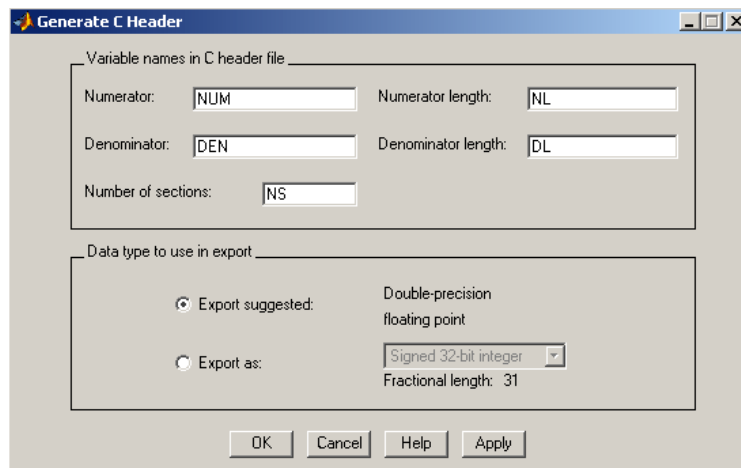 Generate C Header
Variable names in C header file
Numerator: NUM Numerator length: NL
Denominator: DEN Denominator length: DL
Number of sections: NS
Data type to use in export
Export suggested: Double-precision
floating point
Export as: Signed 32-bit integer
Fractional length: 31
OK Cancel Help Apply